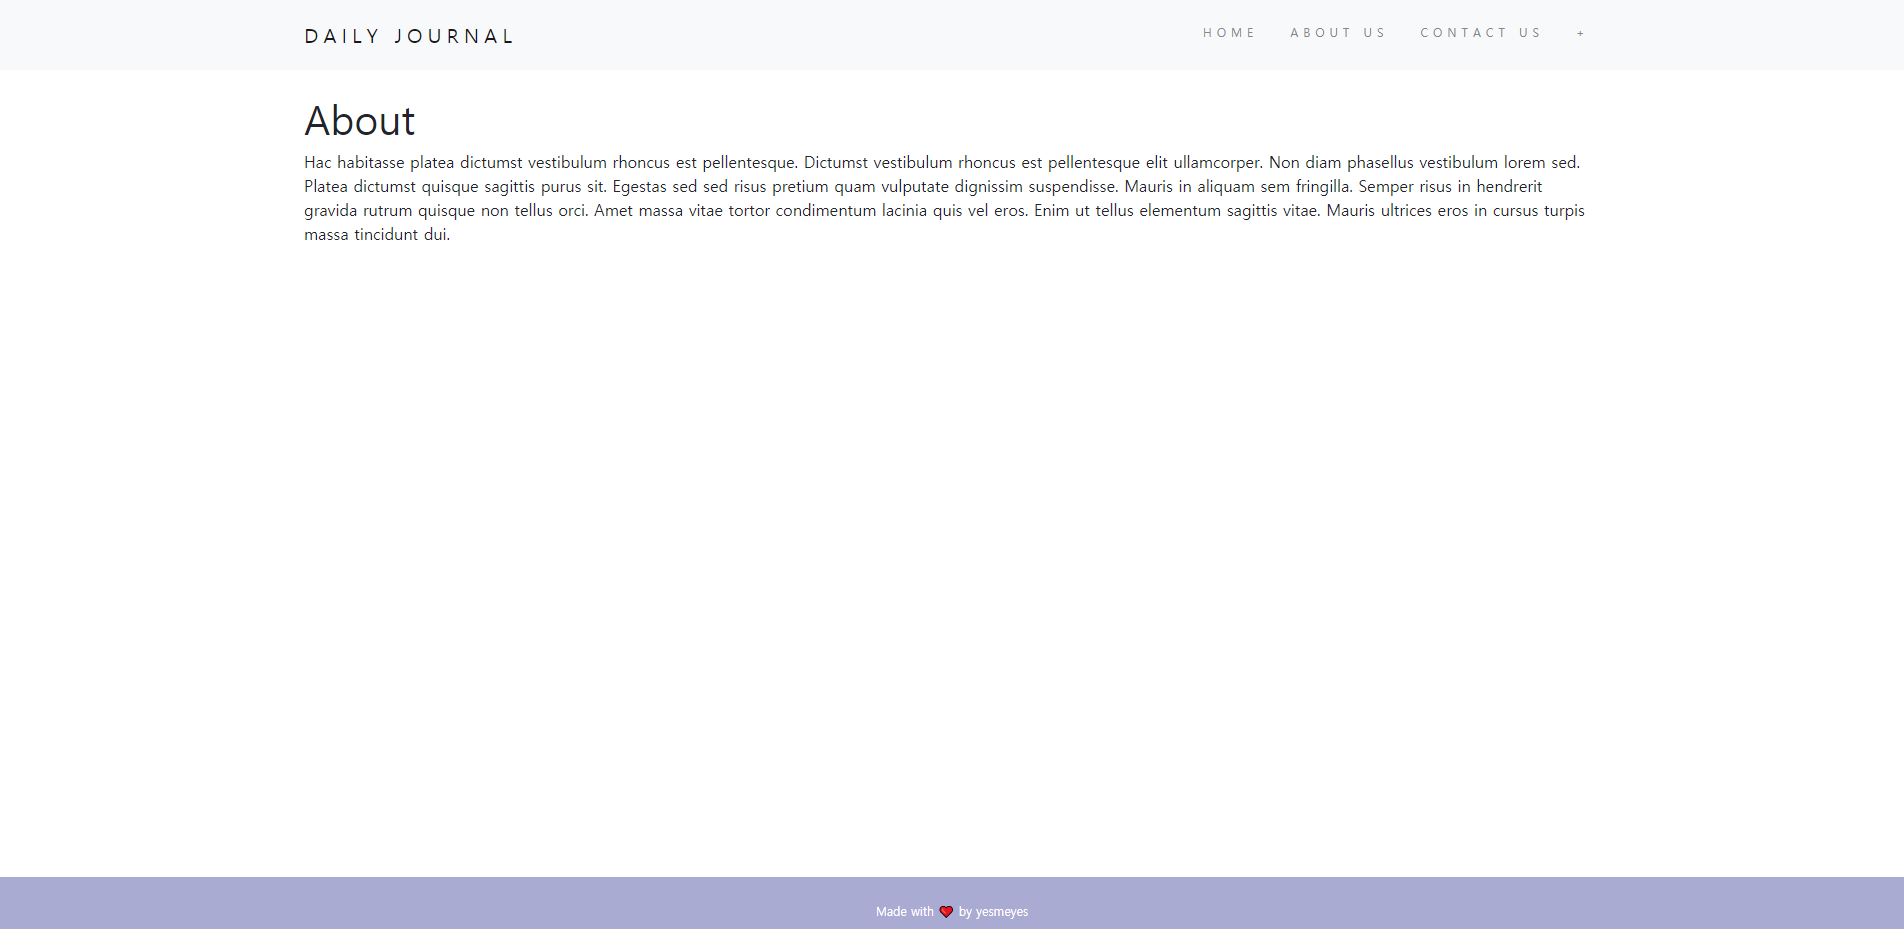 DAILY JOURNAL
HOME ABOUT US CONTACT US +
About
Hac habitasse platea dictumst vestibulum rhoncus est pellentesque. Dictumst vestibulum rhoncus est pellentesque elit ullamcorper. Non diam phasellus vestibulum lorem sed.
Platea dictumst quisque sagittis purus sit. Egestas sed sed risus pretium quam vulputate dignissim suspendisse. Mauris in aliquam sem fringilla. Semper risus in hendrerit
gravida rutrum quisque non tellus orci. Amet massa vitae tortor condimentum lacinia quis vel eros. Enim ut tellus elementum sagittis vitae. Mauris ultrices eros in cursus turpis
massa tincidunt dui.
Made with ❤️ by yesmeyes